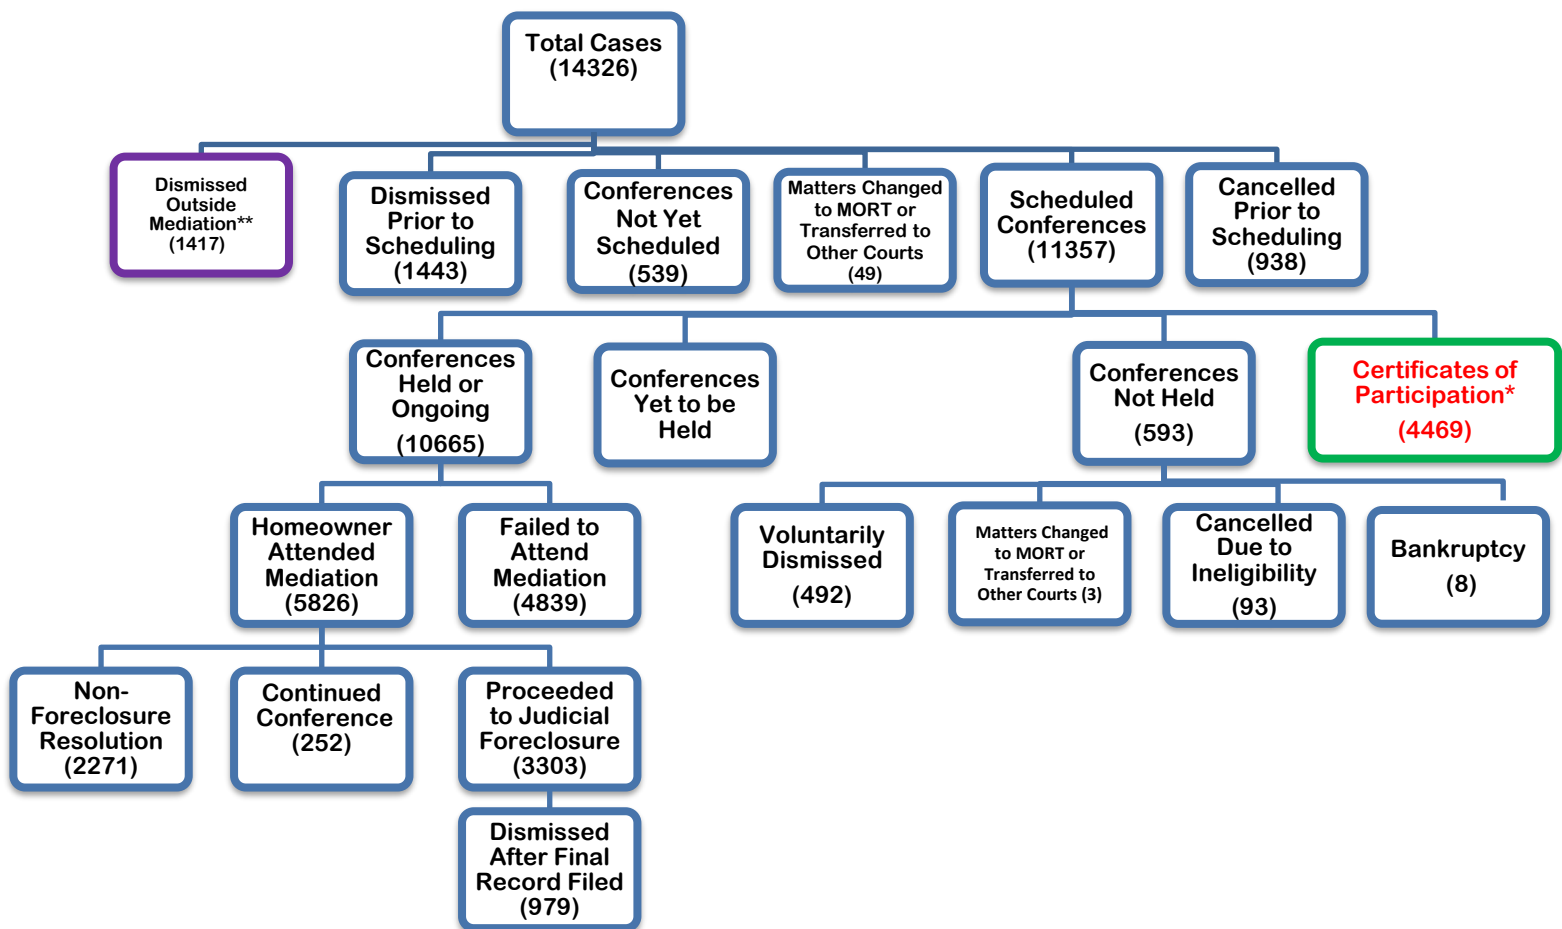 Total Cases
(14326)
Dismissed
Outside
Mediation**
(1417)
Dismissed
Prior to
Scheduling
(1443)
Conferences
Not Yet
Scheduled
(539)
Matters Changed
to MORT or
Transferred to
Other Courts
(49)
Scheduled
Conferences
(11357)
Cancelled
Prior to
Scheduling
(938)
Conferences
Held or
Ongoing
(10665)
Conferences
Yet to be
Held
Conferences
Not Held
(593)
Certificates of
Participation*
(4469)
Homeowner
Attended
Mediation
(5826)
Failed to
Attend
Mediation
(4839)
Voluntarily
Dismissed
(492)
Matters Changed
to MORT or
Transferred to
Other Courts (3)
Cancelled
Due to
Ineligibility
(93)
Bankruptcy
(8)
Non-
Foreclosure
Resolution
(2271)
Continued
Conference
(252)
Proceeded
to Judicial
Foreclosure
(3303)
Dismissed
After Final
Record Filed
(979)